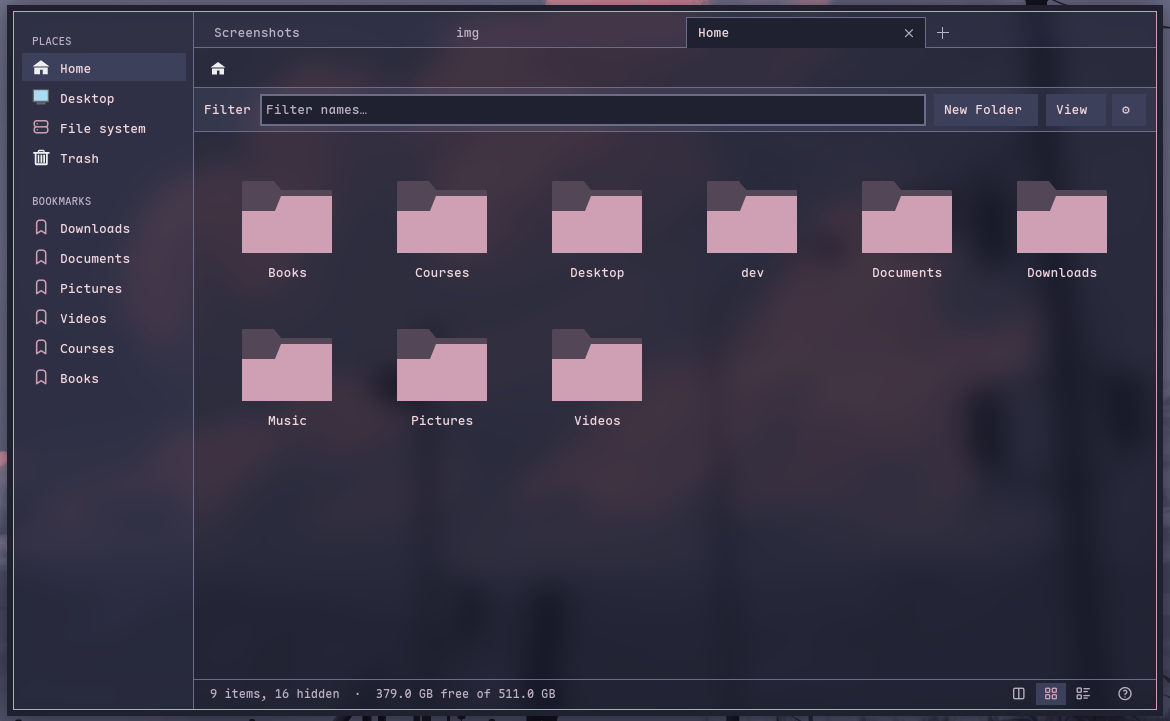 PLACES
Home
Desktop
File system
Trash
BOOKMARKS
Downloads
Documents
Pictures
Videos
Courses
Books
Screenshots
img
Home
Filter
Filter names…
New Folder
View
Books
Courses
Desktop
dev
Documents
Downloads
Music
Pictures
Videos
9 items, 16 hidden · 379.0 GB free of 511.0 GB